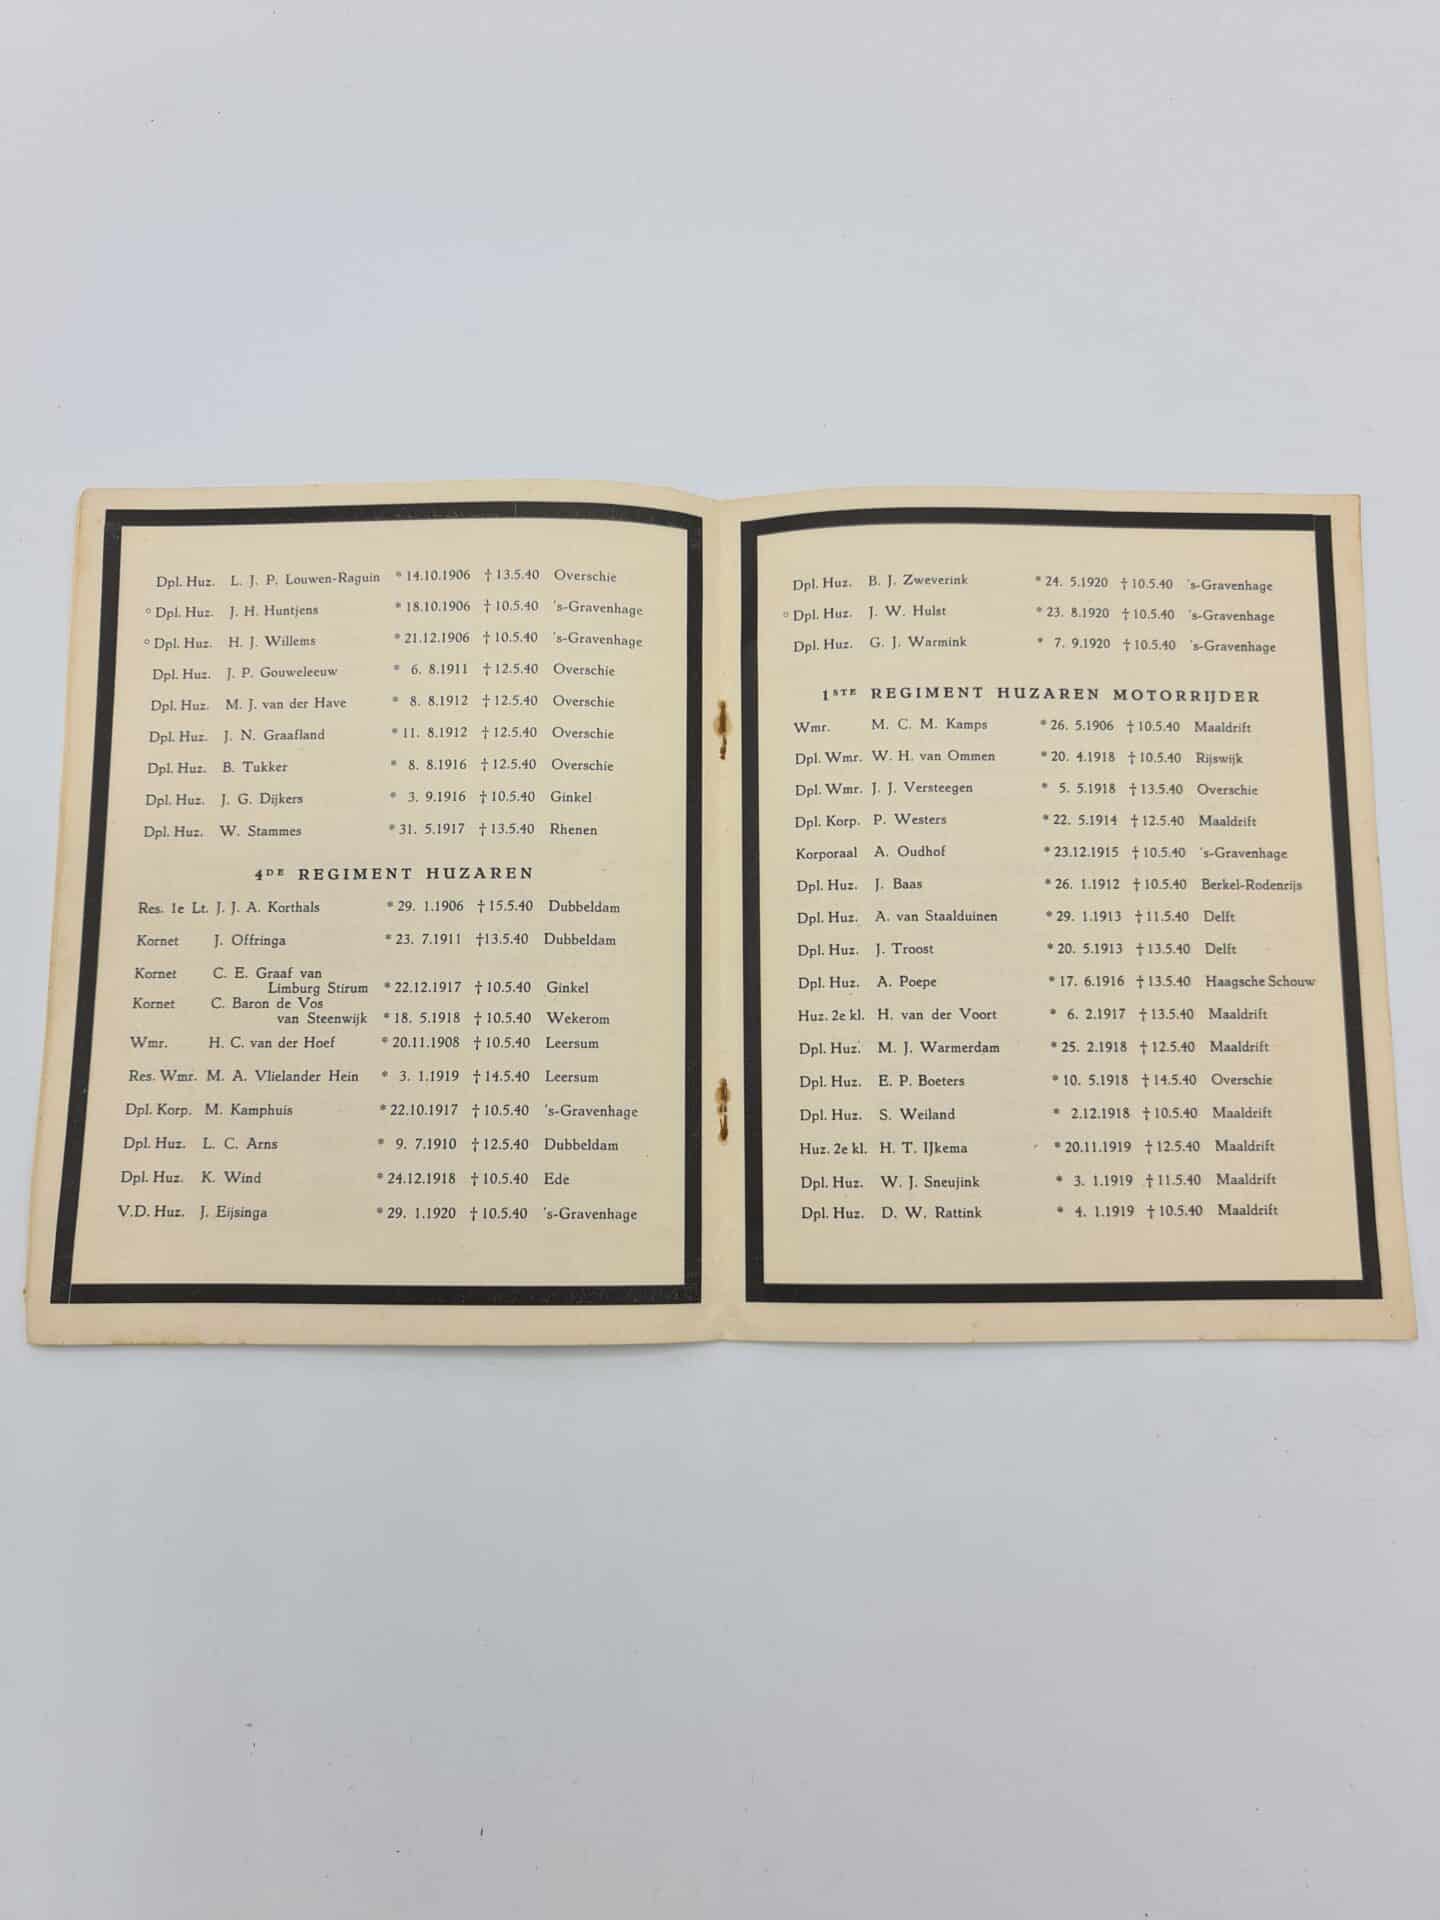 Dpl. Huz. L. J. P. Louwen-Raguin * 14.10.1906 † 13.5.40 Overschie
° Dpl. Huz. J. H. Huntjens * 18.10.1906 † 10.5.40 's-Gravenhage
° Dpl. Huz. H. J. Willems * 21.12.1906 † 10.5.40 's-Gravenhage
Dpl. Huz. J. P. Gouweleeuw * 6. 8.1911 † 12.5.40 Overschie
Dpl. Huz. M. J. van der Have * 8. 8.1912 † 12.5.40 Overschie
Dpl. Huz. J. N. Graafland * 11. 8.1912 † 12.5.40 Overschie
Dpl. Huz. B. Tukker * 8. 8.1916 † 12.5.40 Overschie
Dpl. Huz. J. G. Dijkers * 3. 9.1916 † 10.5.40 Ginkel
Dpl. Huz. W. Stammes * 31. 5.1917 † 13.5.40 Rhenen
4DE REGIMENT HUZAREN
Res. 1e Lt. J. J. A. Korthals * 29. 1.1906 † 15.5.40 Dubbeldam
Kornet J. Offringa * 23. 7.1911 †13.5.40 Dubbeldam
Kornet C. E. Graaf van
Limburg Stirum * 22.12.1917 † 10.5.40 Ginkel
Kornet C. Baron de Vos
van Steenwijk * 18. 5.1918 † 10.5.40 Wekerom
Wmr. H. C. van der Hoef * 20.11.1908 † 10.5.40 Leersum
Res. Wmr. M. A. Vlielander Hein * 3. 1.1919 † 14.5.40 Leersum
Dpl. Korp. M. Kamphuis * 22.10.1917 † 10.5.40 's-Gravenhage
Dpl. Huz. L. C. Arns * 9. 7.1910 † 12.5.40 Dubbeldam
Dpl. Huz. K. Wind * 24.12.1918 † 10.5.40 Ede
V.D. Huz. J. Eijsinga * 29. 1.1920 † 10.5.40 's-Gravenhage
Dpl. Huz. B. J. Zweverink * 24. 5.1920 † 10.5.40 's-Gravenhage
° Dpl. Huz. J. W. Hulst * 23. 8.1920 † 10.5.40 's-Gravenhage
Dpl. Huz. G. J. Warmink * 7. 9.1920 † 10.5.40 's-Gravenhage
1STE REGIMENT HUZAREN MOTORRIJDER
Wmr. M. C. M. Kamps * 26. 5.1906 † 10.5.40 Maaldrift
Dpl. Wmr. W. H. van Ommen * 20. 4.1918 † 10.5.40 Rijswijk
Dpl. Wmr. J. J. Versteegen * 5. 5.1918 † 13.5.40 Overschie
Dpl. Korp. P. Westers * 22. 5.1914 † 12.5.40 Maaldrift
Korporaal A. Oudhof * 23.12.1915 † 10.5.40 's-Gravenhage
Dpl. Huz. J. Baas * 26. 1.1912 † 10.5.40 Berkel-Rodenrijs
Dpl. Huz. A. van Staalduinen * 29. 1.1913 † 11.5.40 Delft
Dpl. Huz. J. Troost * 20. 5.1913 † 13.5.40 Delft
Dpl. Huz. A. Poepe * 17. 6.1916 † 13.5.40 Haagsche Schouw
Huz. 2e kl. H. van der Voort * 6. 2.1917 † 13.5.40 Maaldrift
Dpl. Huz. M. J. Warmerdam * 25. 2.1918 † 12.5.40 Maaldrift
Dpl. Huz. E. P. Boeters * 10. 5.1918 † 14.5.40 Overschie
Dpl. Huz. S. Weiland * 2.12.1918 † 10.5.40 Maaldrift
Huz. 2e kl. H. T. IJkema * 20.11.1919 † 12.5.40 Maaldrift
Dpl. Huz. W. J. Sneujink * 3. 1.1919 † 11.5.40 Maaldrift
Dpl. Huz. D. W. Rattink * 4. 1.1919 † 10.5.40 Maaldrift